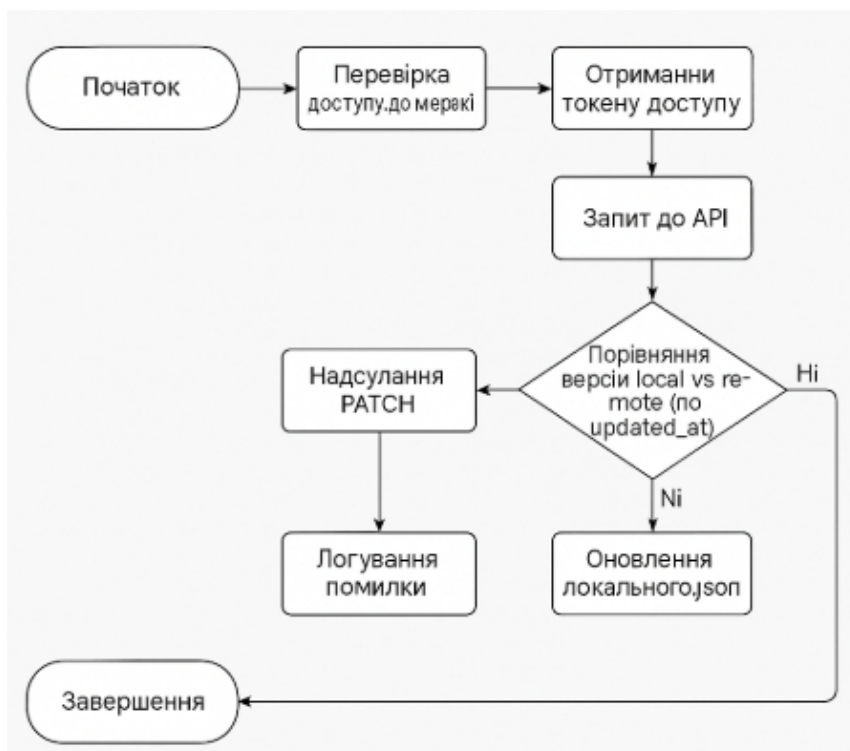 Початок
Перевірка
доступу.до мережі
Отриманни
токену доступу
Запит до API
Порівняння
версіи local vs re-
mote (no
updated_at)
Ні
Надсулання
PATCH
Ni
Логування
помилки
Оновлення
локального.json
Завершення